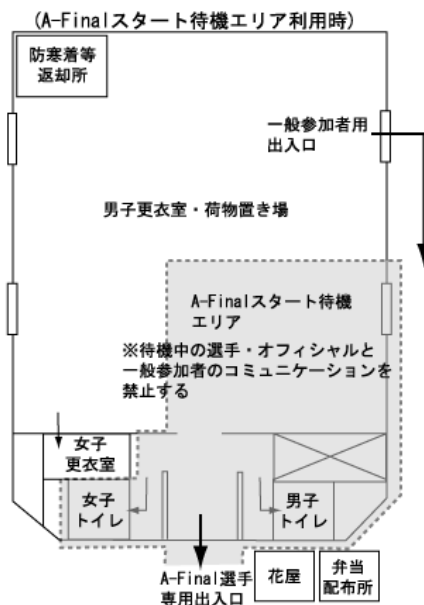 (A-Finalスタート待機エリア利用時)
防寒着等
返却所
一般参加者用
出入口
男子更衣室・荷物置き場
A-Finalスタート待機
エリア
※待機中の選手・オフィシャルと
一般参加者のコミュニケーションを
禁止する
女子
更衣室
女子
トイレ
男子
トイレ
A-Final選手
専用出入口
花屋
弁当
配布所